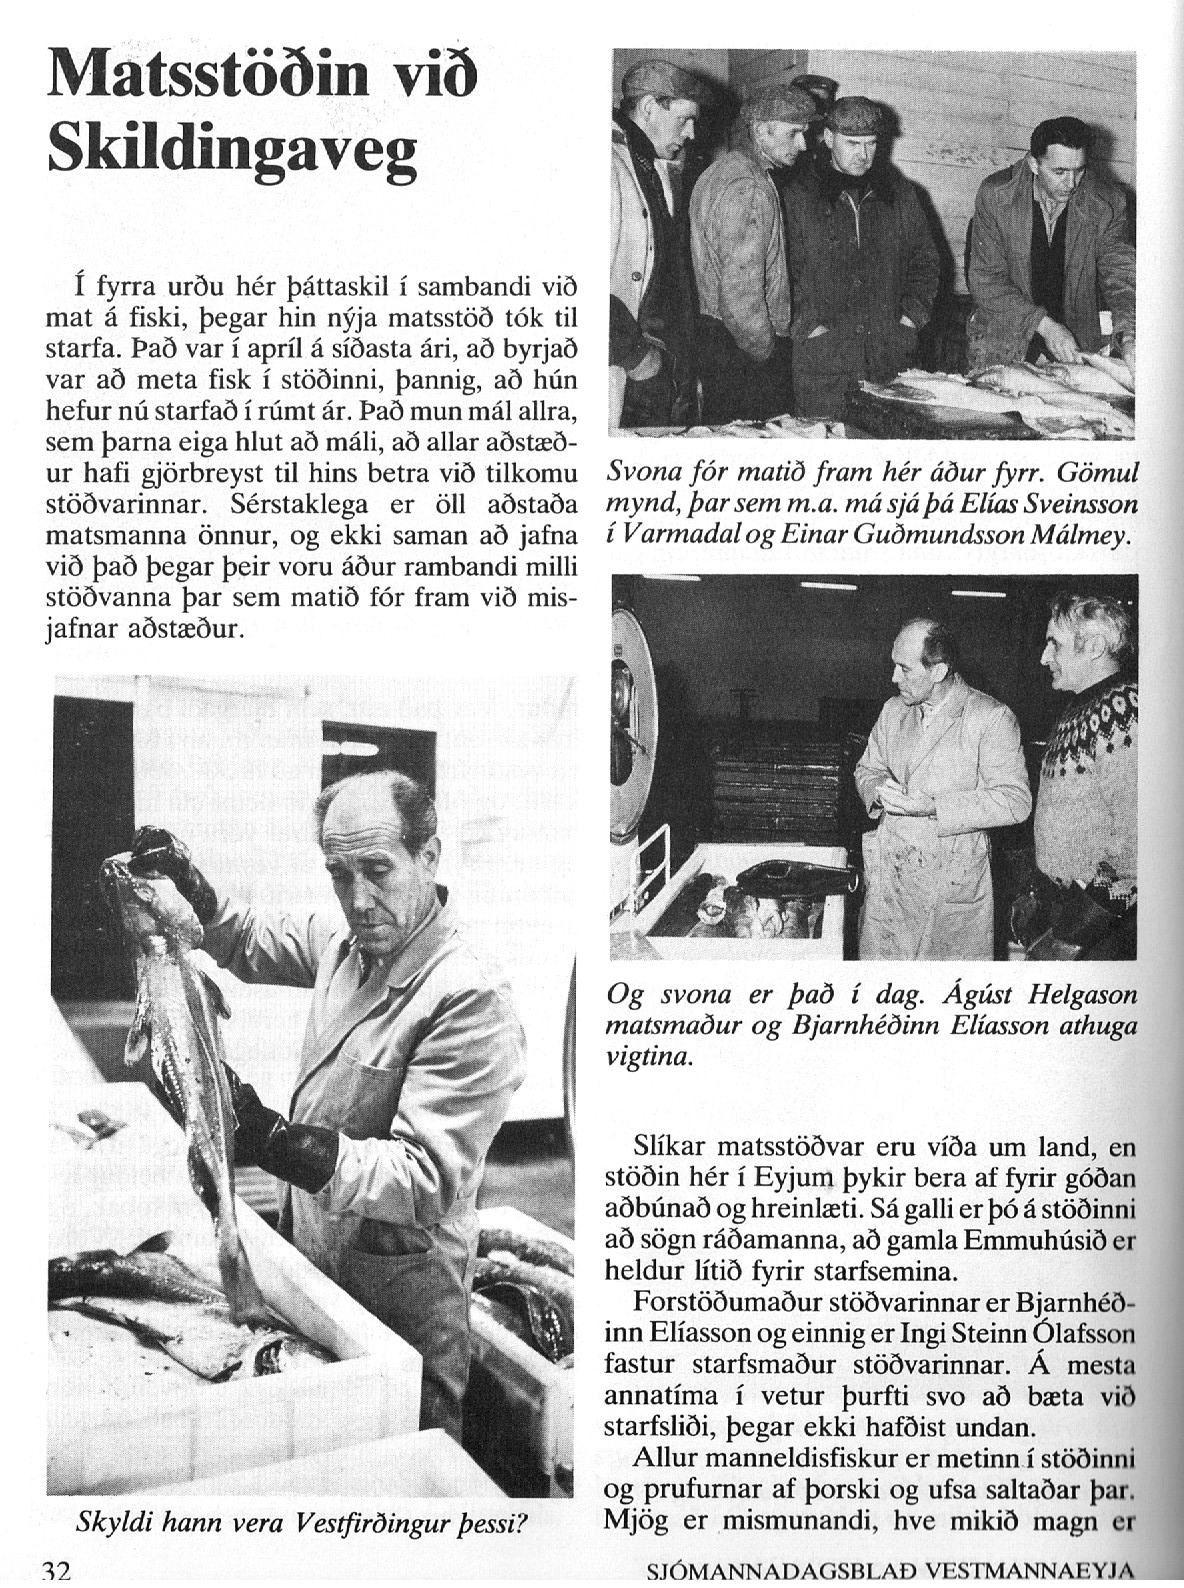 Matsstöðin við
Skildingaveg
Í fyrra urðu hér þáttaskil í sambandi við
mat á fiski, þegar hin nýja matsstöð tók til
starfa. Það var í apríl á síðasta ári, að byrjað
var að meta fisk í stöðinni, þannig, að hún
hefur nú starfað í rúmt ár. Það mun mál allra,
sem þarna eiga hlut að máli, að allar aðstæð-
ur hafi gjörbreyst til hins betra við tilkomu
stöðvarinnar. Sérstaklega er öll aðstaða
matsmanna önnur, og ekki saman að jafna
við það þegar þeir voru áður rambandi milli
stöðvanna þar sem matið fór fram við mis-
jafnar aðstæður.
Skyldi hann vera Vestfirðingur þessi?
Svona fór matið fram hér áður fyrr. Gömul
mynd, þar sem m.a. má sjá þá Elías Sveinsson
í Varmadal og Einar Guðmundsson Málmey.
Og svona er það í dag. Ágúst Helgason
matsmaður og Bjarnhéðinn Elíasson athuga
vigtina.
Slíkar matsstöðvar eru víða um land, en
stöðin hér í Eyjum þykir bera af fyrir góðan
aðbúnað og hreinlæti. Sá galli er þó á stöðinni
að sögn ráðamanna, að gamla Emmuhúsið er
heldur lítið fyrir starfsemina.
Forstöðumaður stöðvarinnar er Bjarnhéð-
inn Elíasson og einnig er Ingi Steinn Ólafsson
fastur starfsmaður stöðvarinnar. Á mesta
annatíma í vetur þurfti svo að bæta við
starfsliði, þegar ekki hafðist undan.
Allur manneldisfiskur er metinn í stöðinni
og prufurnar af þorski og ufsa saltaðar þar.
Mjög er mismunandi, hve mikið magn er
32
SJÓMANNADAGSBLAÐ VESTMANNAEYJA